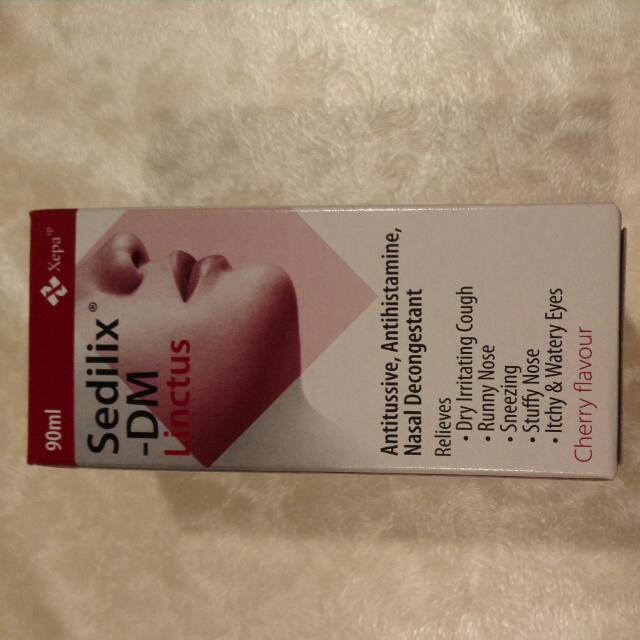 90ml
Xepa
Sedilix®
-DM
Linctus
Antitussive, Antihistamine,
Nasal Decongestant
Relieves
• Dry Irritating Cough
• Runny Nose
• Sneezing
• Stuffy Nose
• Itchy & Watery Eyes
Cherry flavour